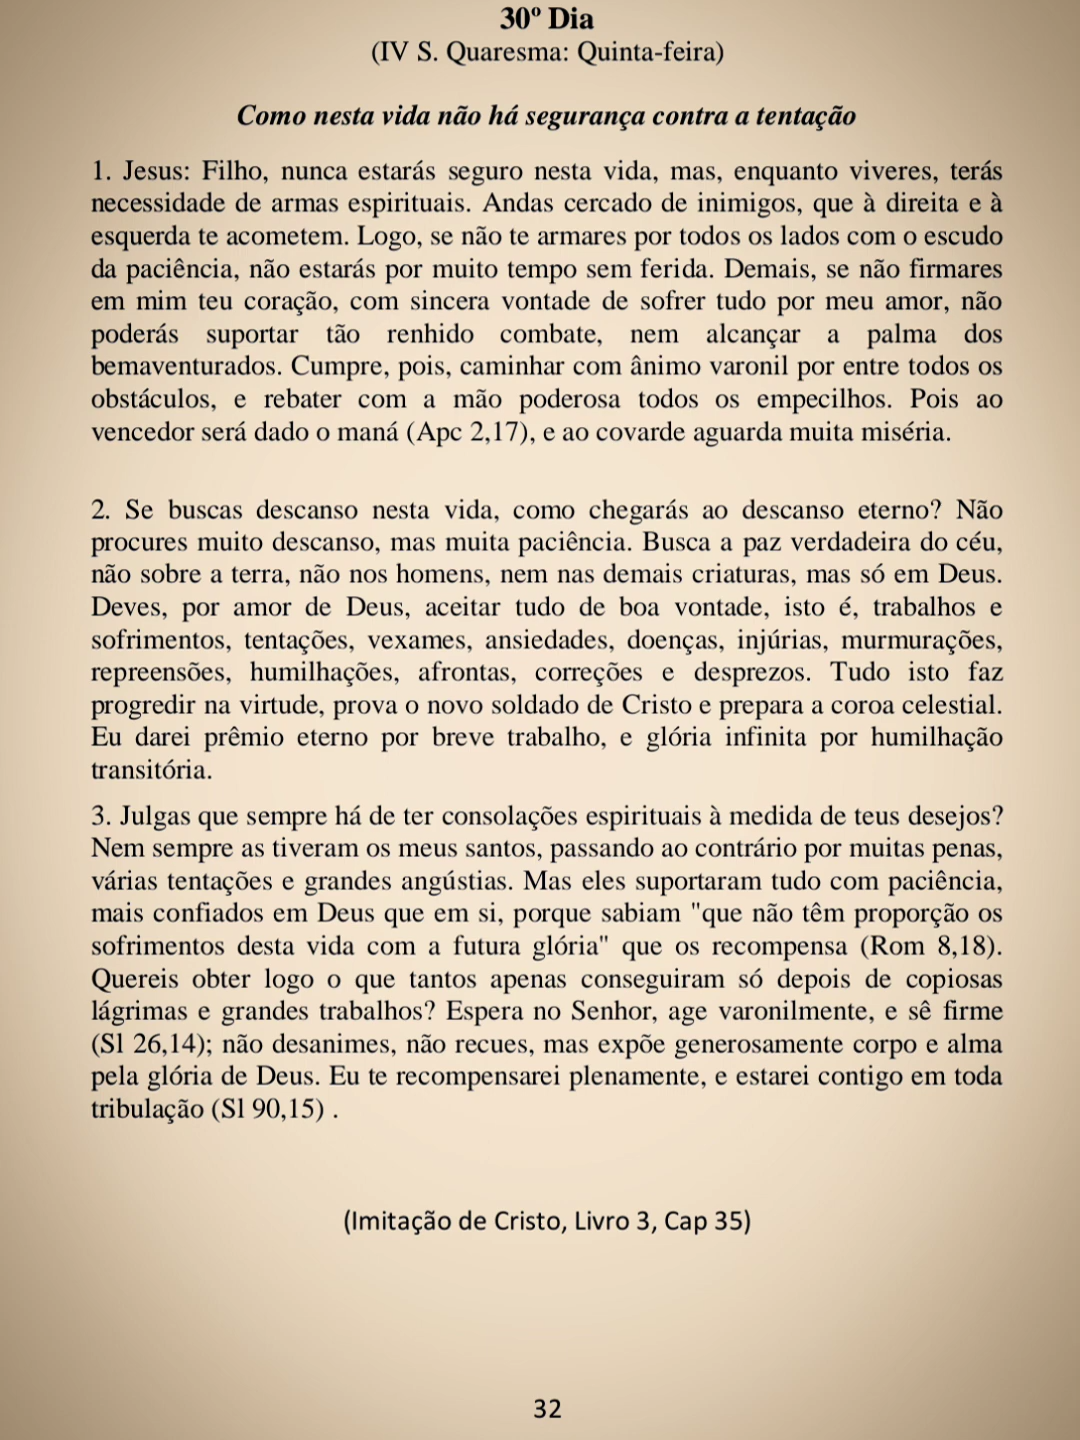 30º Dia
(IV S. Quaresma: Quinta-feira)
Como nesta vida não há segurança contra a tentação
1. Jesus: Filho, nunca estarás seguro nesta vida, mas, enquanto viveres, terás
necessidade de armas espirituais. Andas cercado de inimigos, que à direita e à
esquerda te acometem. Logo, se não te armares por todos os lados com o escudo
da paciência, não estarás por muito tempo sem ferida. Demais, se não firmares
em mim teu coração, com sincera vontade de sofrer tudo por meu amor, não
poderás suportar tão renhido combate, nem alcançar a palma dos
bemaventurados. Cumpre, pois, caminhar com ânimo varonil por entre todos os
obstáculos, e rebater com a mão poderosa todos os empecilhos. Pois ao
vencedor será dado o maná (Apc 2,17), e ao covarde aguarda muita miséria.
2. Se buscas descanso nesta vida, como chegarás ao descanso eterno? Não
procures muito descanso, mas muita paciência. Busca a paz verdadeira do céu,
não sobre a terra, não nos homens, nem nas demais criaturas, mas só em Deus.
Deves, por amor de Deus, aceitar tudo de boa vontade, isto é, trabalhos e
sofrimentos, tentações, vexames, ansiedades, doenças, injúrias, murmurações,
repreensões, humilhações, afrontas, correções e desprezos. Tudo isto faz
progredir na virtude, prova o novo soldado de Cristo e prepara a coroa celestial.
Eu darei prêmio eterno por breve trabalho, e glória infinita por humilhação
transitória.
3. Julgas que sempre há de ter consolações espirituais à medida de teus desejos?
Nem sempre as tiveram os meus santos, passando ao contrário por muitas penas,
várias tentações e grandes angústias. Mas eles suportaram tudo com paciência,
mais confiados em Deus que em si, porque sabiam "que não têm proporção os
sofrimentos desta vida com a futura glória" que os recompensa (Rom 8,18).
Quereis obter logo o que tantos apenas conseguiram só depois de copiosas
lágrimas e grandes trabalhos? Espera no Senhor, age varonilmente, e sê firme
(Sl 26,14); não desanimes, não recues, mas expõe generosamente corpo e alma
pela glória de Deus. Eu te recompensarei plenamente, e estarei contigo em toda
tribulação (Sl 90,15) .
(Imitação de Cristo, Livro 3, Cap 35)
32